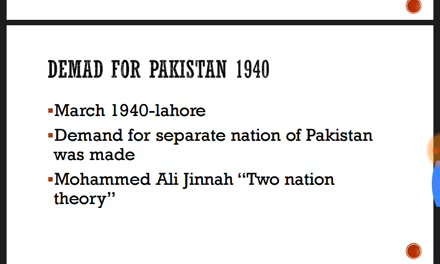 DEMAD FOR PAKISTAN 1940
▪March 1940-lahore
▪Demand for separate nation of Pakistan
was made
▪Mohammed Ali Jinnah “Two nation
theory”